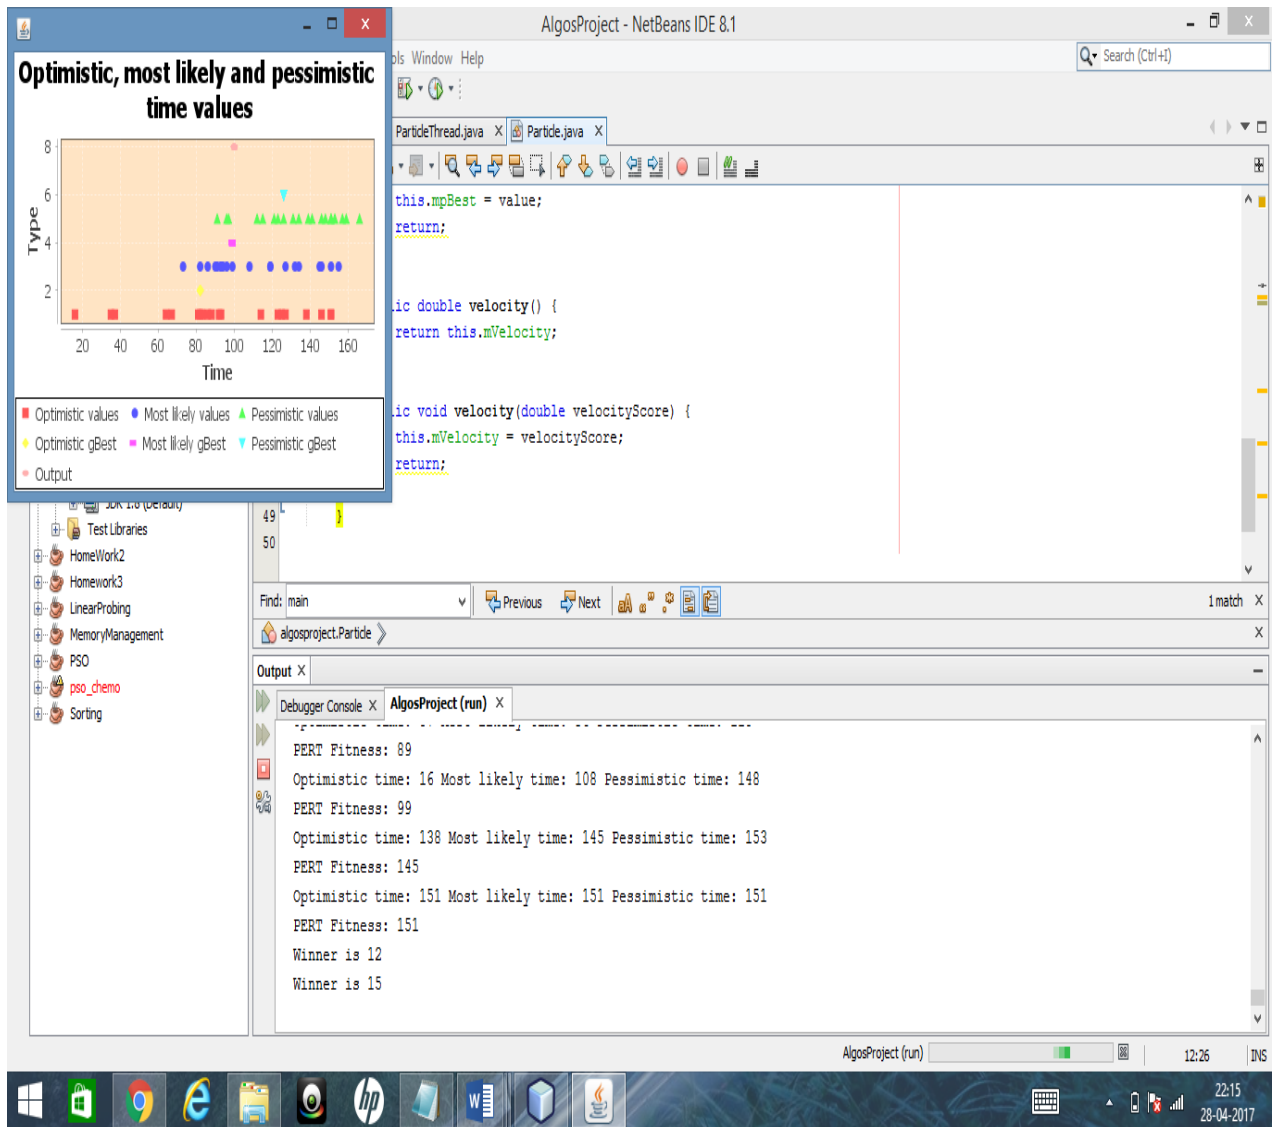 AlgosProject - NetBeans IDE 8.1
ols Window Help
Search (Ctrl+I)
Optimistic, most likely and pessimistic
time values
8
6
4
2
Type
20 40 60 80 100 120 140 160
Time
Optimistic values Most likely values Pessimistic values
Optimistic gBest Most likely gBest Pessimistic gBest
Output
ParticleThread.java X Particle.java X
this.mpBest = value;
return;
lic double velocity() {
return this.mVelocity;
lic void velocity(double velocityScore) {
this.mVelocity = velocityScore;
return;
49 }
50
JDK 1.8 (Default)
Test Libraries
HomeWork2
Homework3
LinearProbing
MemoryManagement
PSO
pso_chemo
Sorting
Find: main Previous Next 1 match X
algosproject.Particle X
Output X
Debugger Console X AlgosProject (run) X
PERT Fitness: 89
Optimistic time: 16 Most likely time: 108 Pessimistic time: 148
PERT Fitness: 99
Optimistic time: 138 Most likely time: 145 Pessimistic time: 153
PERT Fitness: 145
Optimistic time: 151 Most likely time: 151 Pessimistic time: 151
PERT Fitness: 151
Winner is 12
Winner is 15
AlgosProject (run) 12:26 INS
22:15
28-04-2017